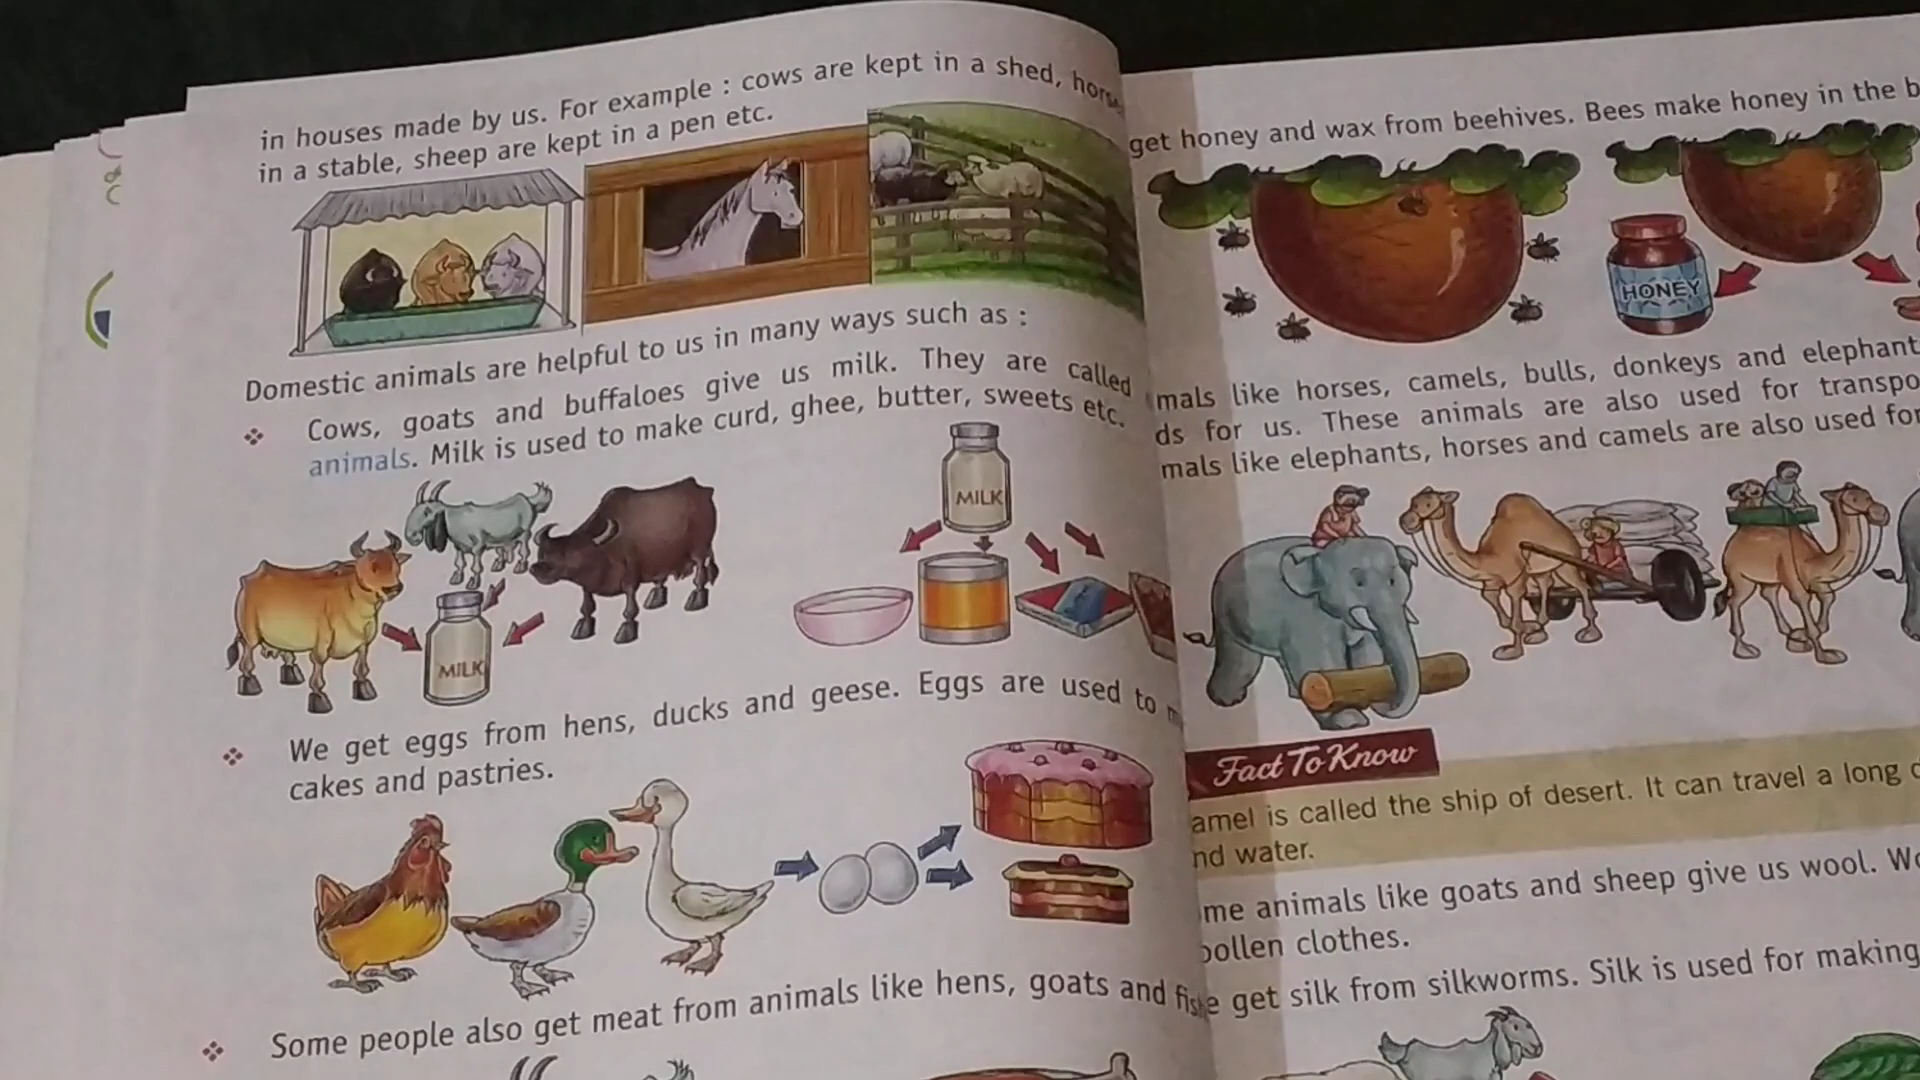 in houses made by us. For example : cows are kept in a shed,
in a stable, sheep are kept in a pen etc.
Domestic animals are helpful to us in many ways such as :
Cows, goats and buffaloes give us milk. They are called
animals. Milk is used to make curd, ghee, butter, sweets etc.
MILK
MILK
We get eggs from hens, ducks and geese. Eggs are used to
cakes and pastries.
Some people also get meat from animals like hens, goats and
get honey and wax from beehives. Bees make honey in the
HONEY
mals like horses, camels, bulls, donkeys and elephant
ds for us. These animals are also used for transpo
mals like elephants, horses and camels are also used for
Fact To Know
amel is called the ship of desert. It can travel a long
nd water.
me animals like goats and sheep give us wool.
ollen clothes.
e get silk from silkworms. Silk is used for making